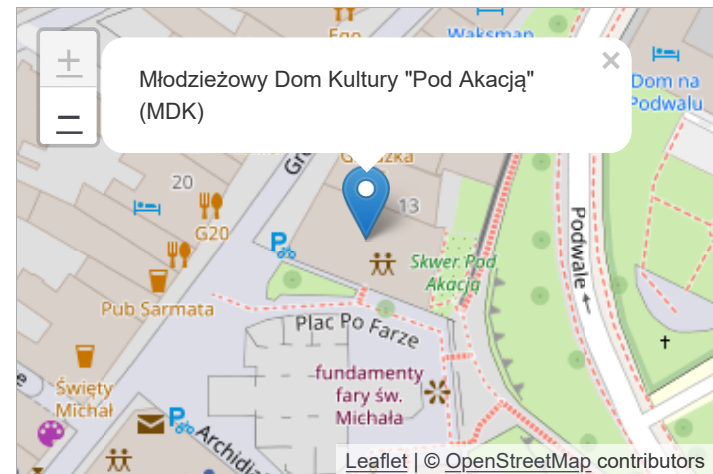 Ego
Waksman
+
−
Młodzieżowy Dom Kultury "Pod Akacją"
(MDK)
×
Dom na
Podwalu
20
13
G20
P
Skwer Pod
Akacją
Podwale
Pub Sarmata
Plac Po Farze
fundamenty
fary św.
Michała
Święty
Michał
P
Leaflet | © OpenStreetMap contributors